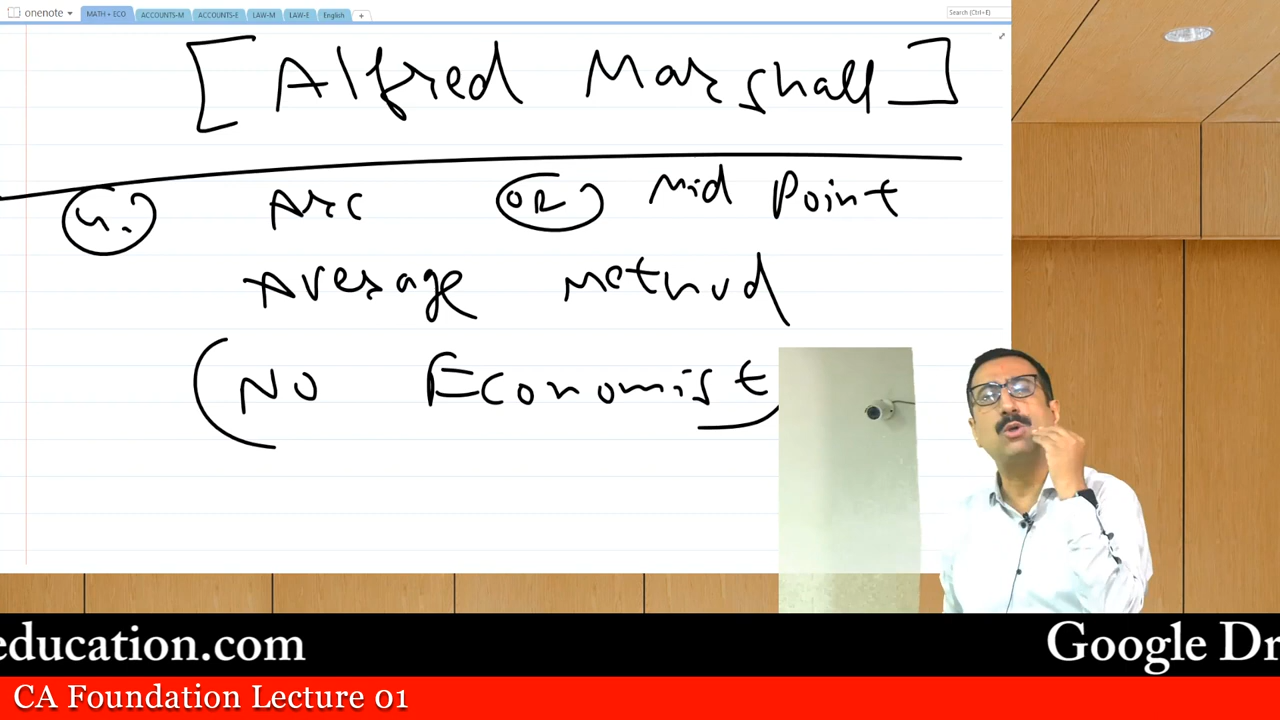 onenote MATH + ECO ACCOUNTS-M ACCOUNTS-E LAW-M LAW-E English + Search (Ctrl+E)
[Alfred Marshall]
4. Arc OR Mid Point
Average Method
(No Economist)
education.com Google Dr
CA Foundation Lecture 01